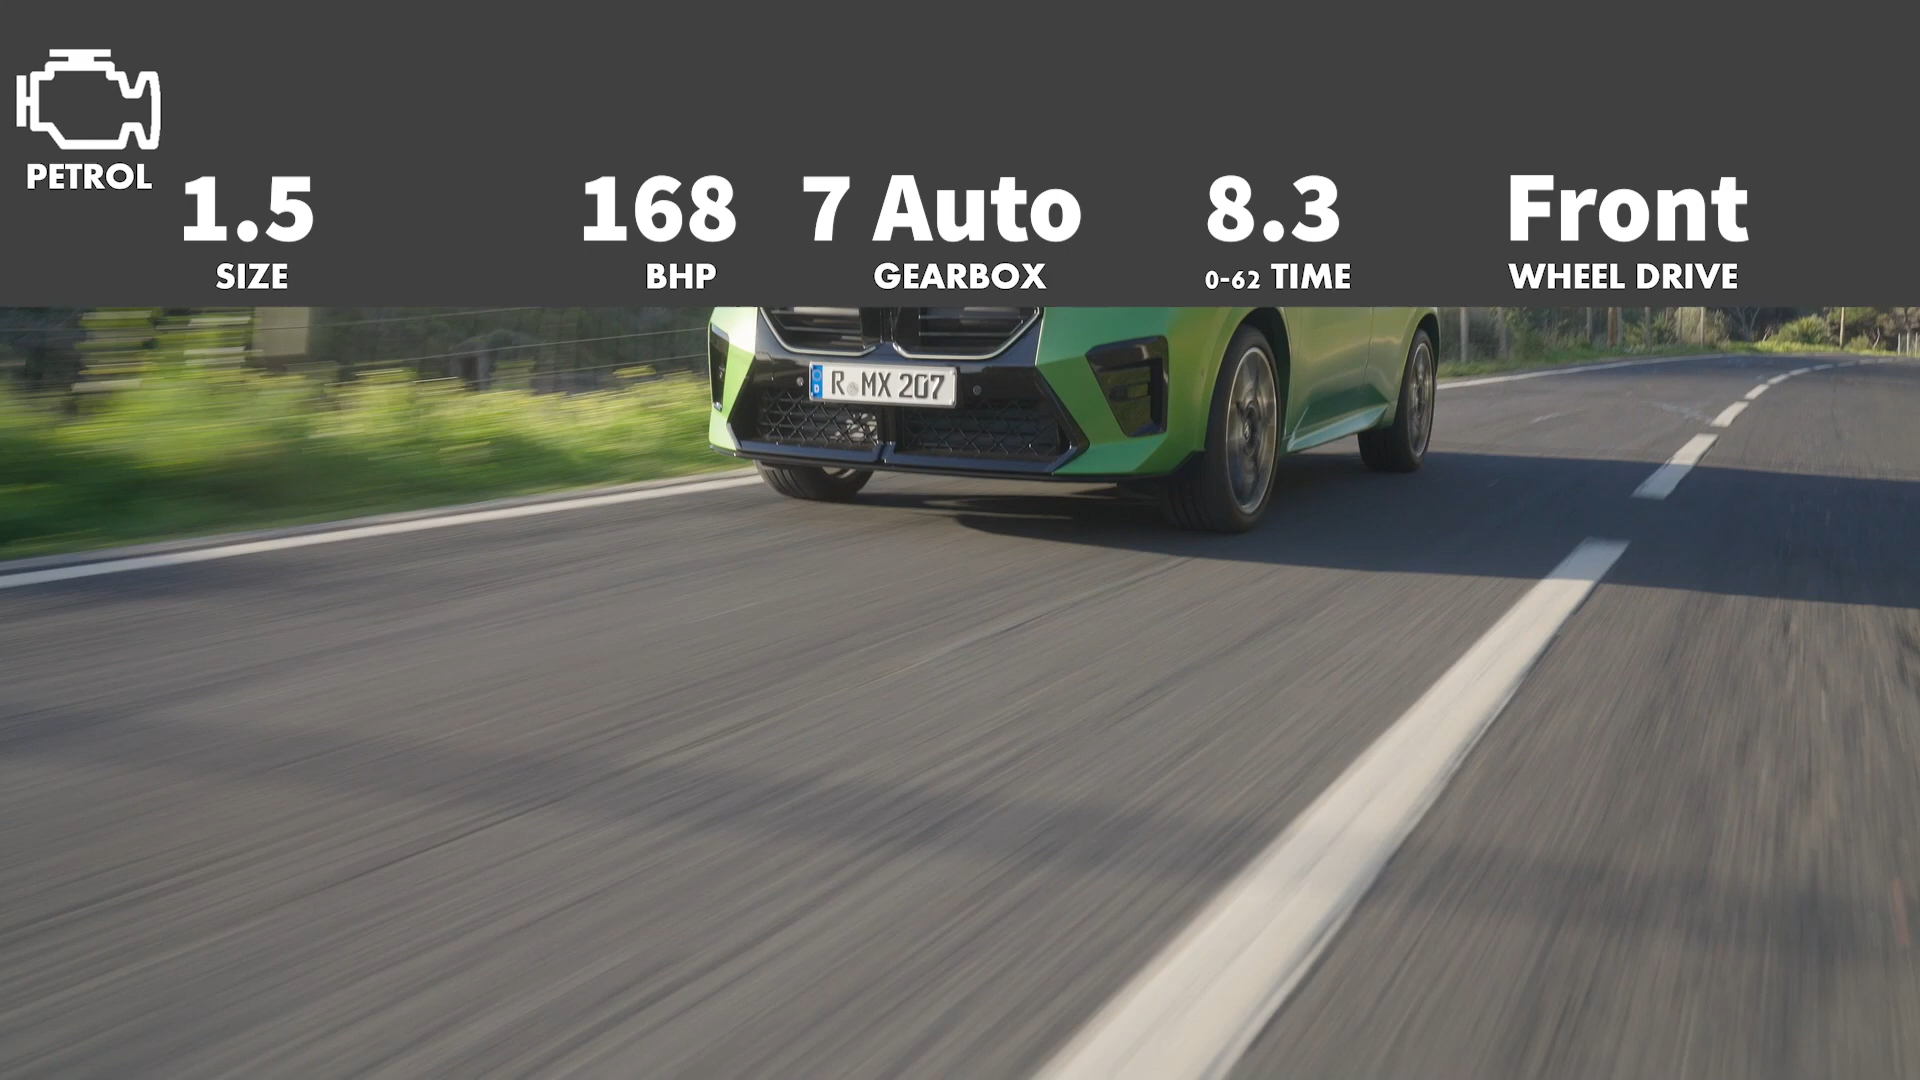 PETROL
1.5 168 7 Auto 8.3 Front
SIZE BHP GEARBOX 0-62 TIME WHEEL DRIVE
D R MX 207